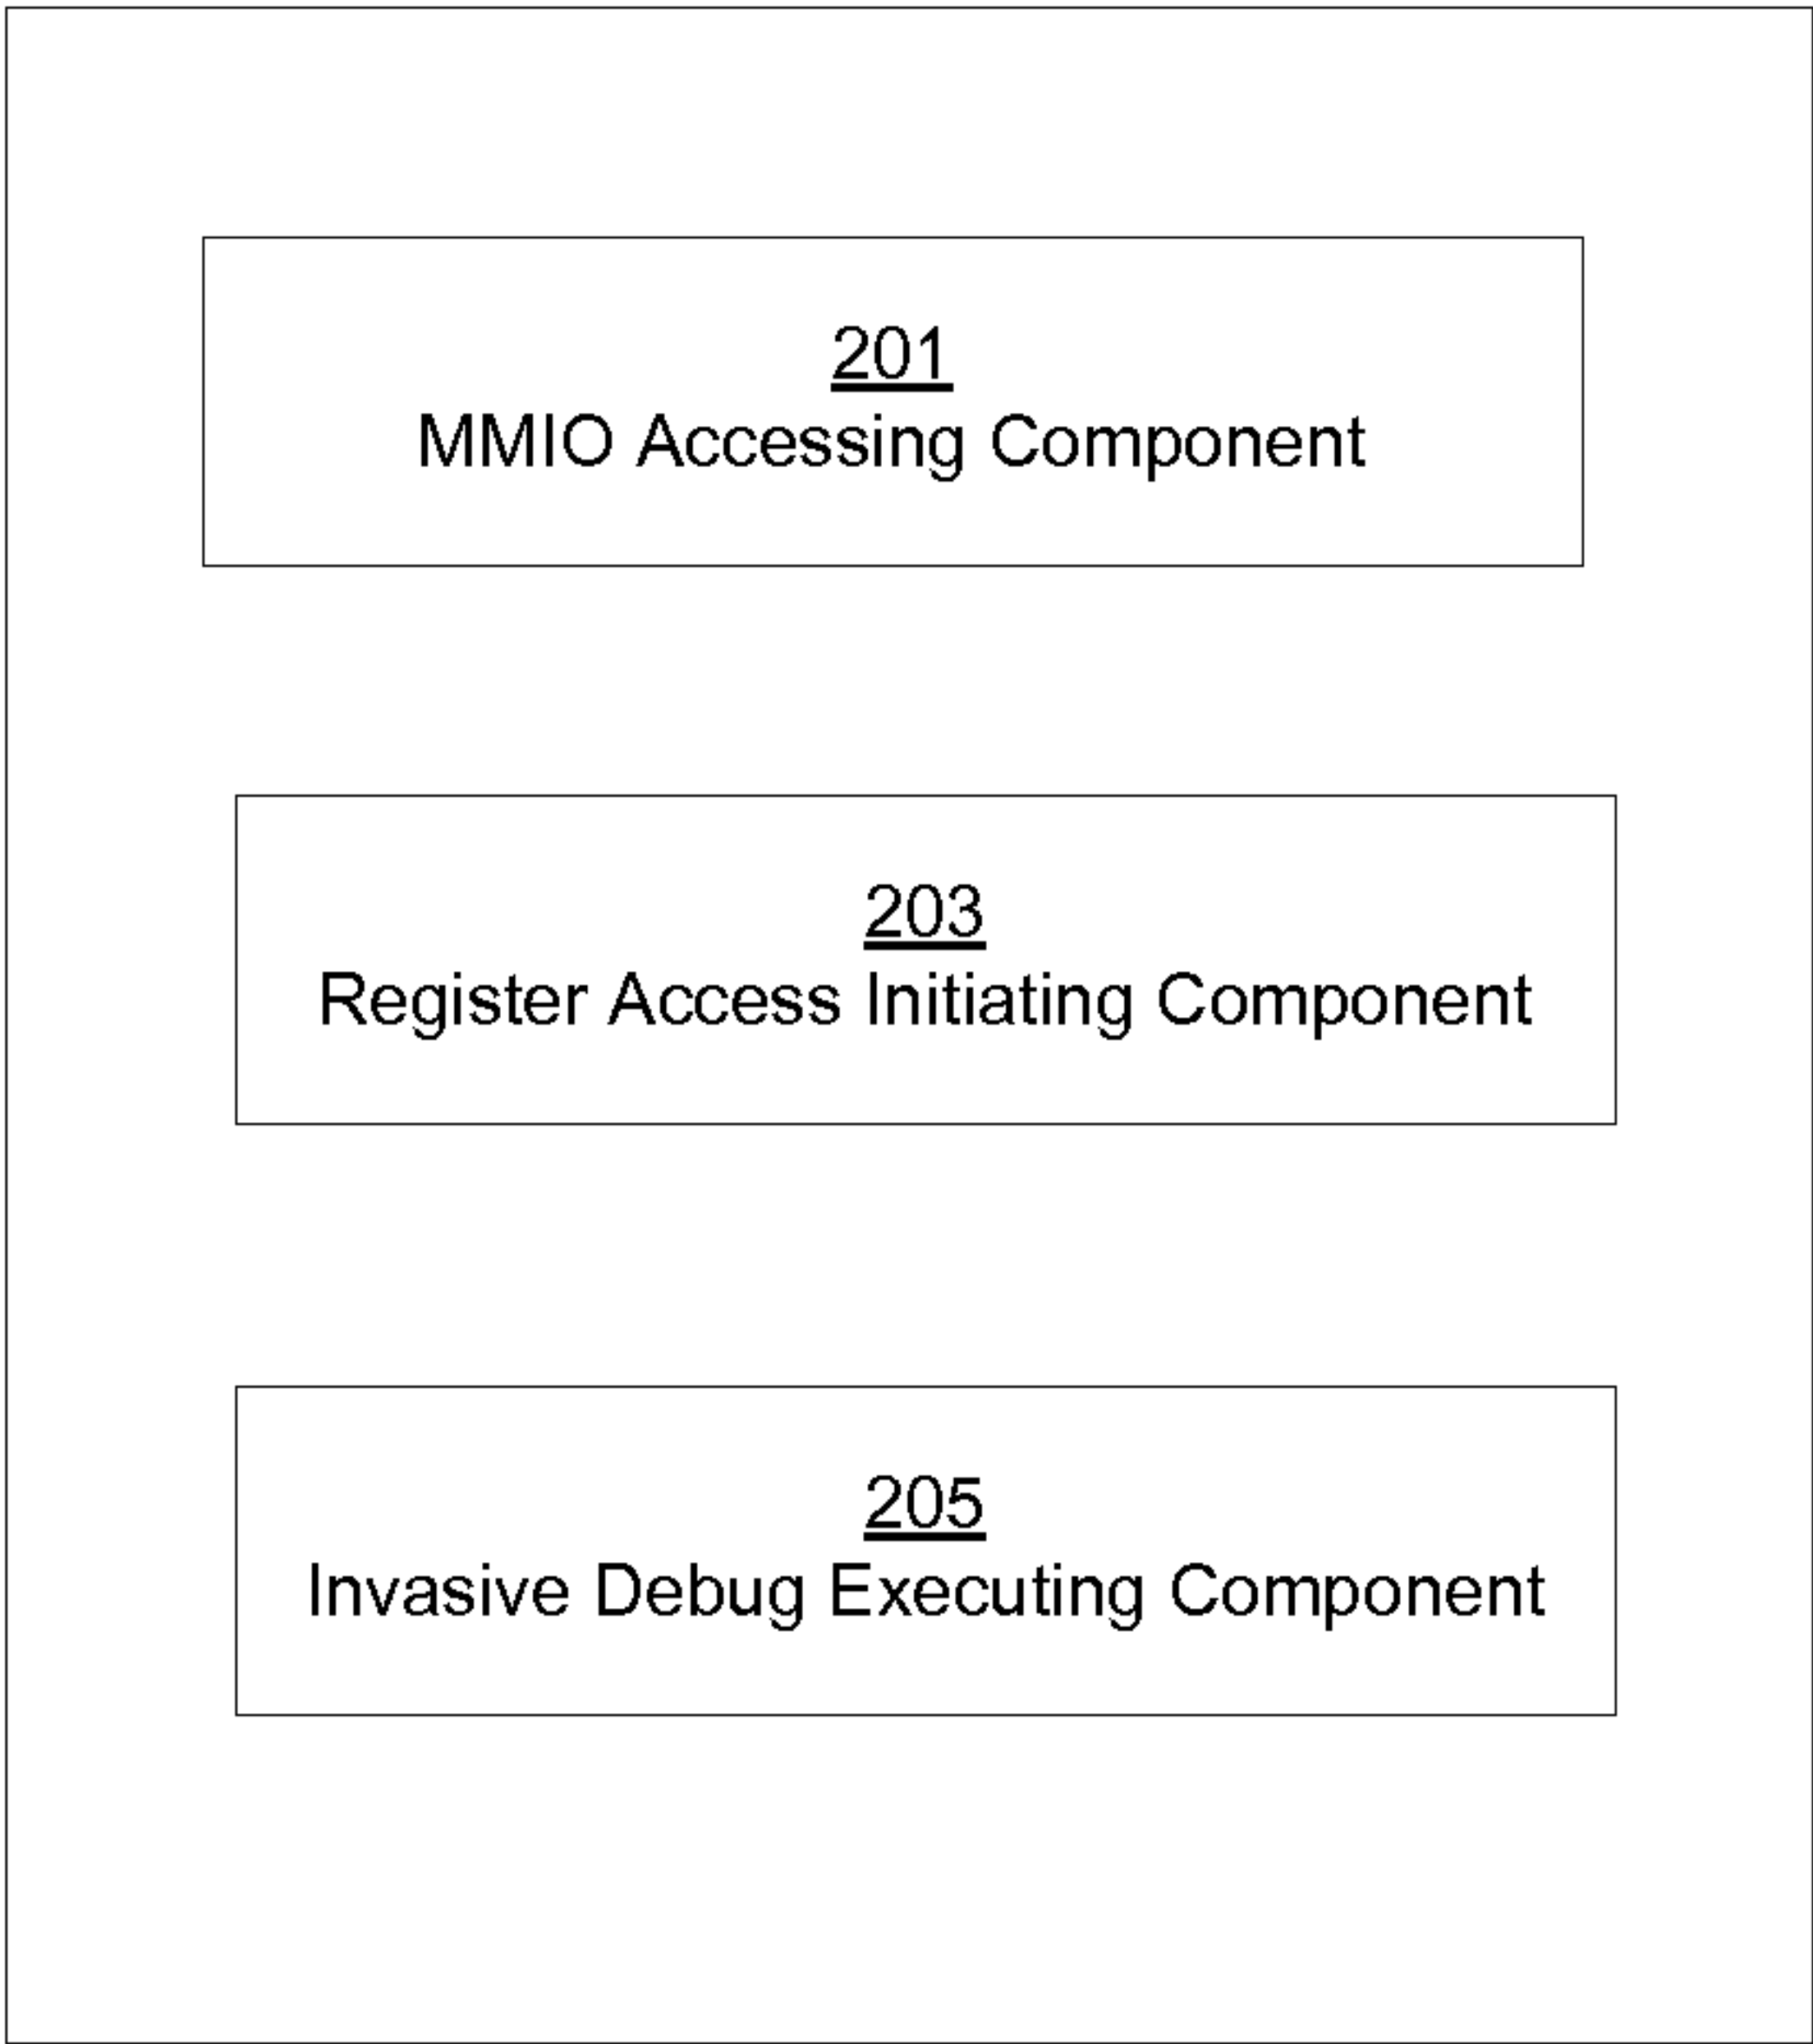 201
MMIO Accessing Component
203
Register Access Initiating Component
205
Invasive Debug Executing Component